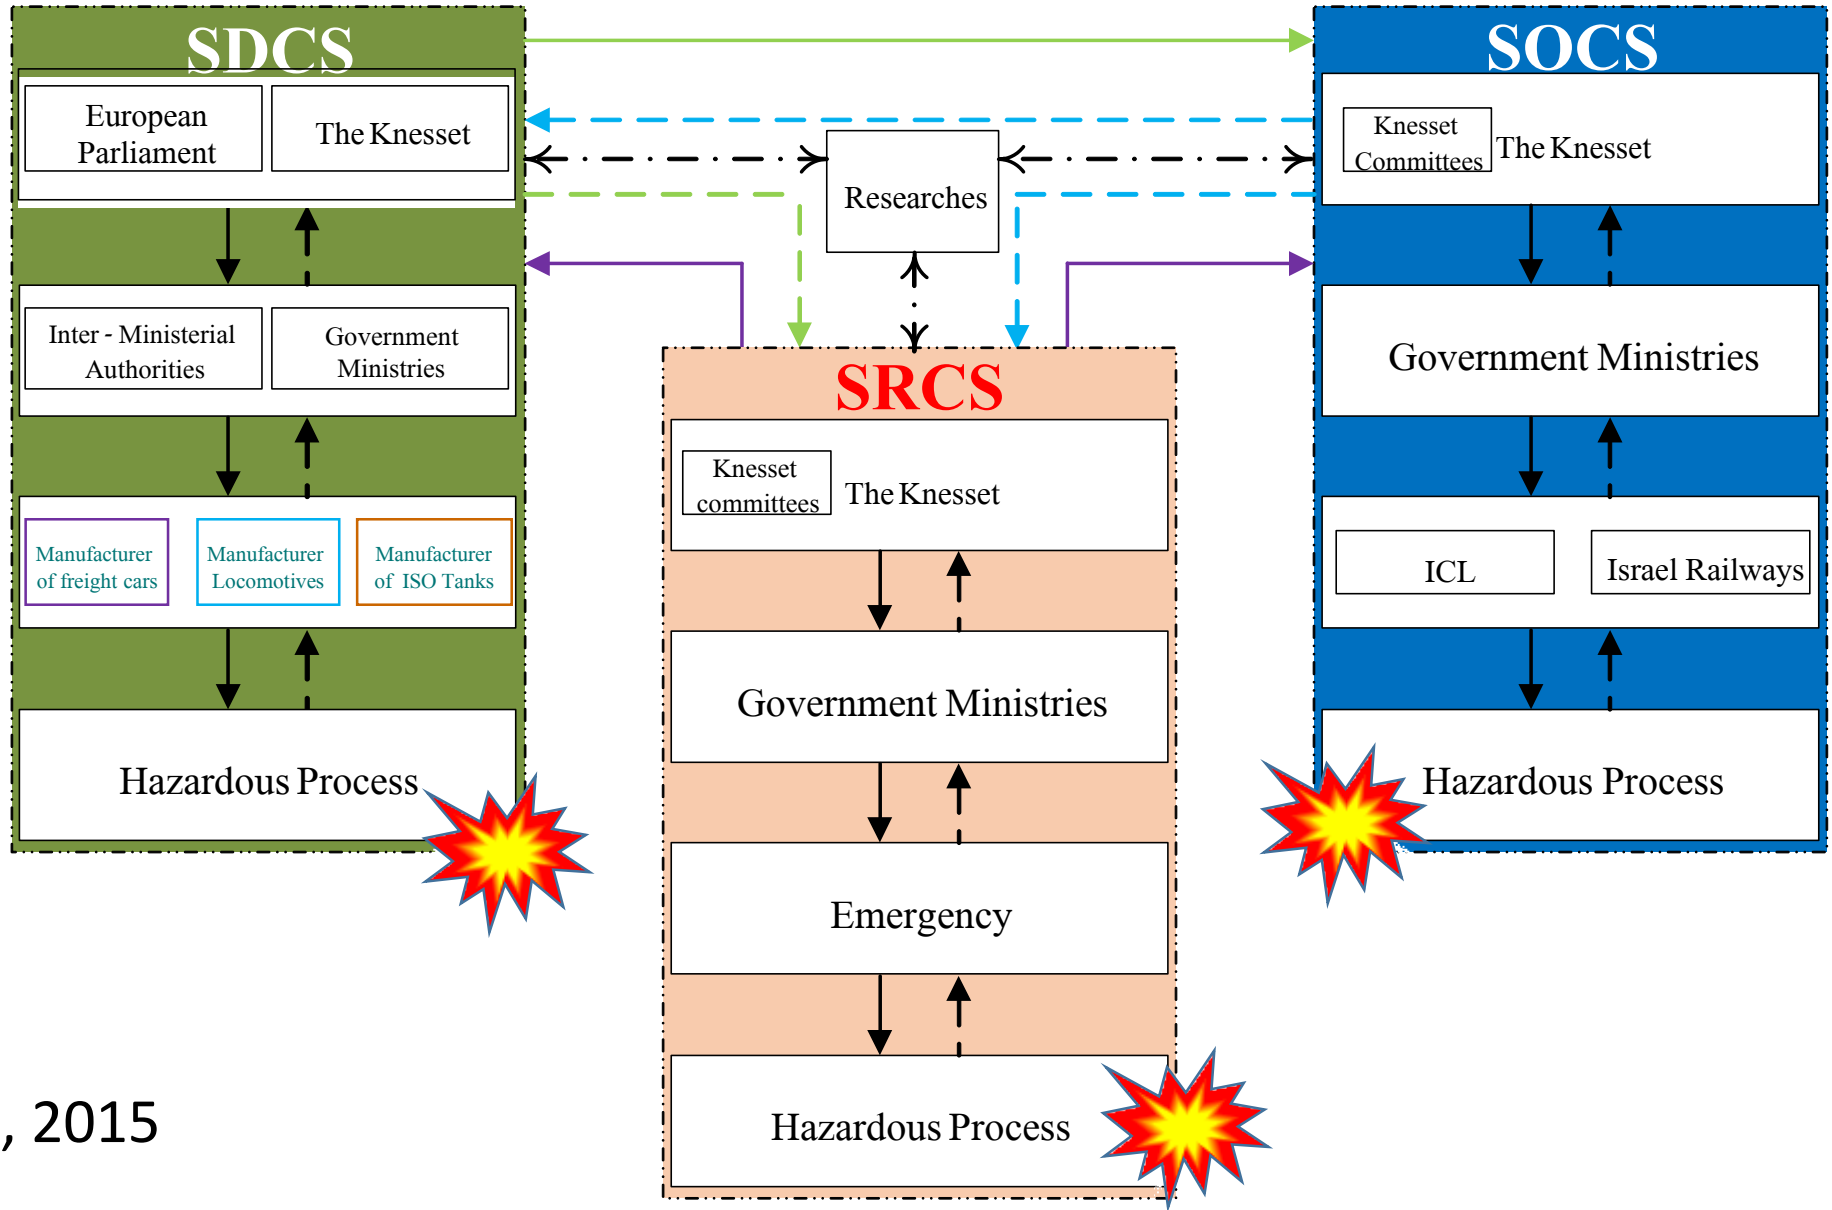 SDCS
European
Parliament
The Knesset
Inter - Ministerial
Authorities
Government
Ministries
Manufacturer
of freight cars
Manufacturer
Locomotives
Manufacturer
of ISO Tanks
Hazardous Process
Researches
SRCS
Knesset
committees
The Knesset
Government Ministries
Emergency
Hazardous Process
SOCS
Knesset
Committees
The Knesset
Government Ministries
ICL
Israel Railways
Hazardous Process
, 2015